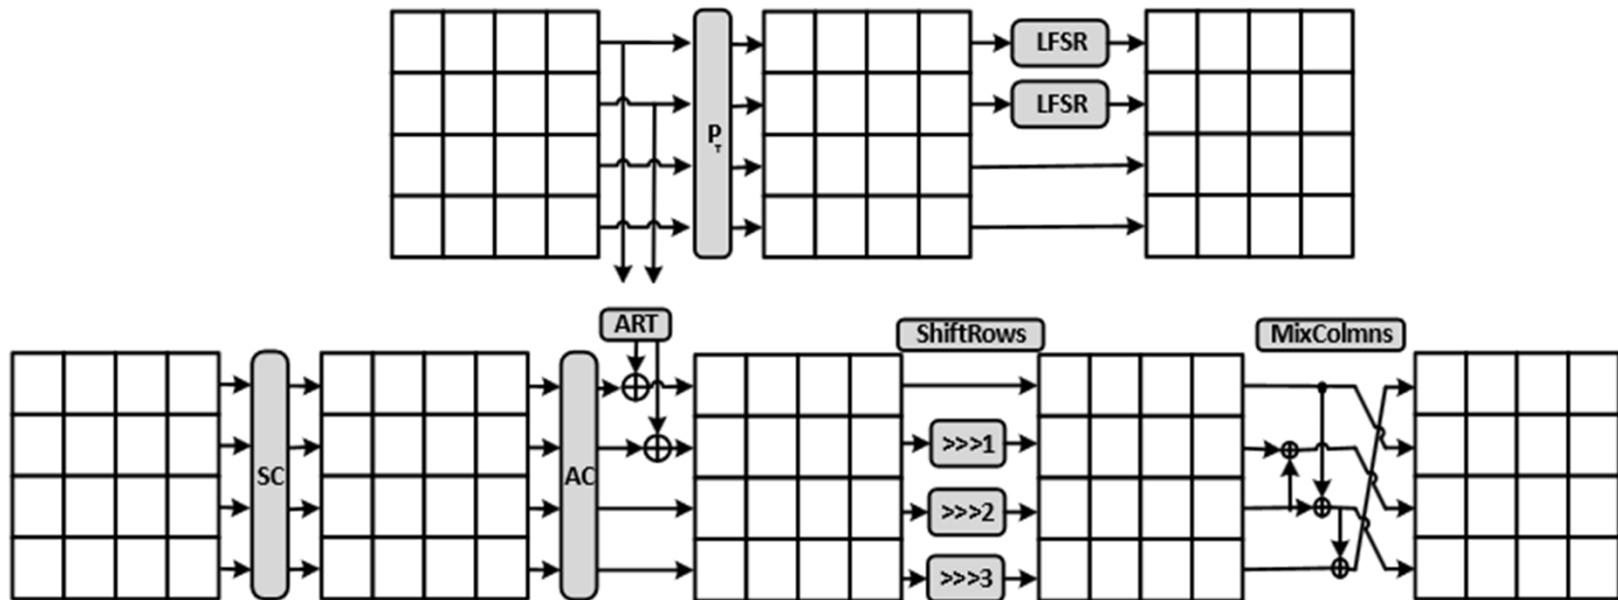 LFSR
LFSR
P
T
ART
ShiftRows
MixColmns
SC
AC
>>>1
>>>2
>>>3